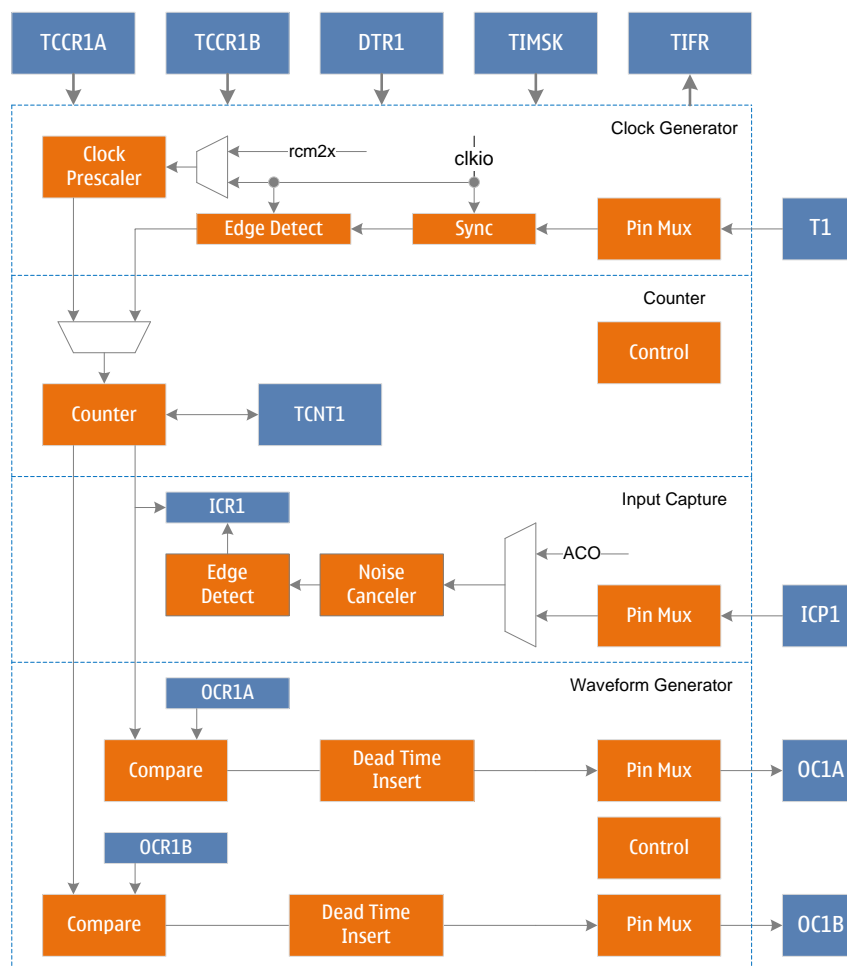 TCCR1A
TCCR1B
DTR1
TIMSK
TIFR
Clock Generator
Clock
Prescaler
rcm2x
clkio
Edge Detect
Sync
Pin Mux
T1
Counter
Control
Counter
TCNT1
Input Capture
ICR1
Edge
Detect
Noise
Canceler
ACO
Pin Mux
ICP1
Waveform Generator
OCR1A
Compare
Dead Time
Insert
Pin Mux
OC1A
OCR1B
Control
Compare
Dead Time
Insert
Pin Mux
OC1B